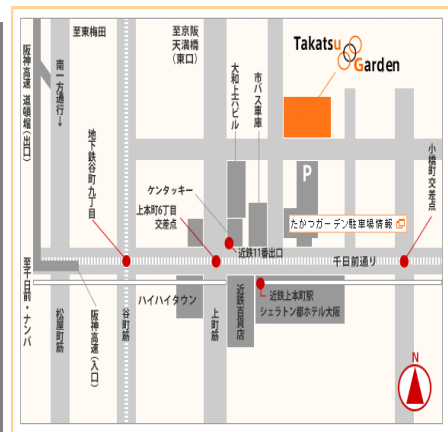 至東梅田
至京阪
天満橋
(東口)
Takatsu
Garden
阪神高速 道頓堀(出口)
南一方通行→
地下鉄谷町九丁目
大和上六ビル
市バス車庫
小橋町交差点
P
ケンタッキー
上本町6丁目
交差点
近鉄11番出口
たかつガーデン駐車場情報
千日前通り
至千日前・ナンバ
松屋町筋
阪神高速(入口)
谷町筋
ハイハイタウン
上町筋
近鉄百貨店
近鉄上本町駅
シェラトン都ホテル大阪
N